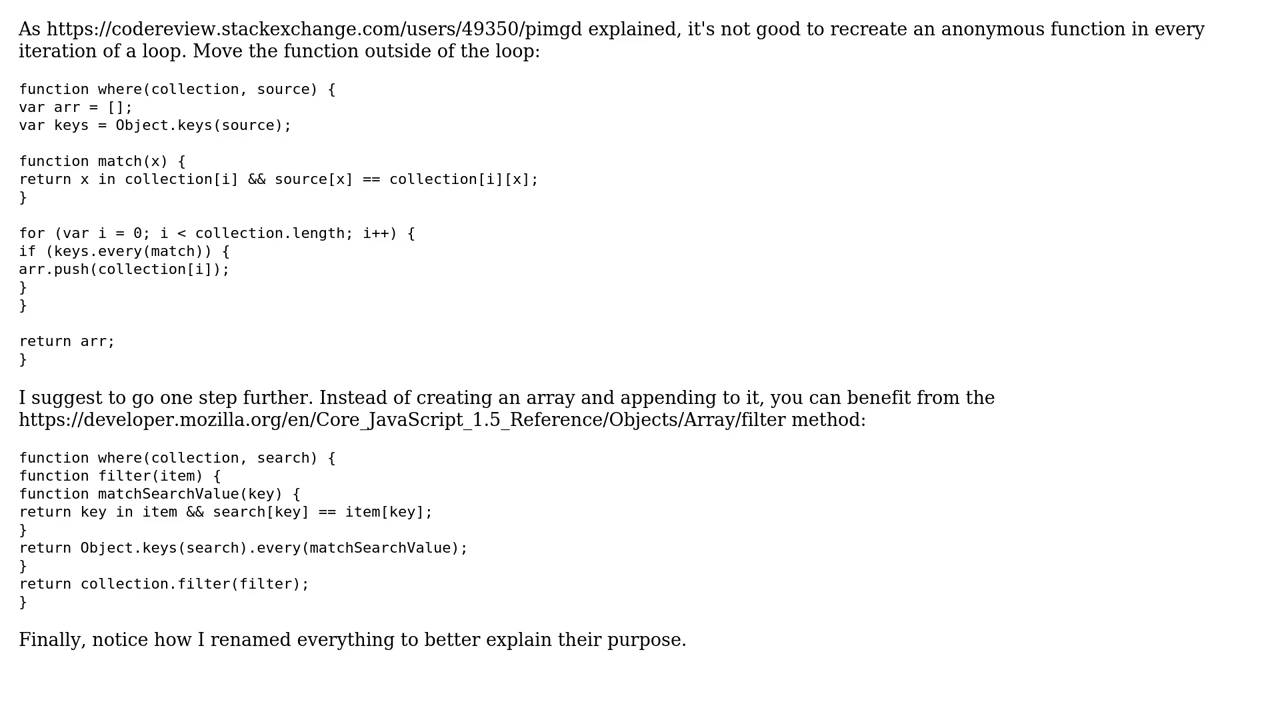 As https://codereview.stackexchange.com/users/49350/pimgd explained, it's not good to recreate an anonymous function in every
iteration of a loop. Move the function outside of the loop:
function where(collection, source) {
var arr = [];
var keys = Object.keys(source);
function match(x) {
return x in collection[i] && source[x] == collection[i][x];
}
for (var i = 0; i < collection.length; i++) {
if (keys.every(match)) {
arr.push(collection[i]);
}
}
return arr;
}
I suggest to go one step further. Instead of creating an array and appending to it, you can benefit from the
https://developer.mozilla.org/en/Core_JavaScript_1.5_Reference/Objects/Array/filter method:
function where(collection, search) {
function filter(item) {
function matchSearchValue(key) {
return key in item && search[key] == item[key];
}
return Object.keys(search).every(matchSearchValue);
}
return collection.filter(filter);
}
Finally, notice how I renamed everything to better explain their purpose.